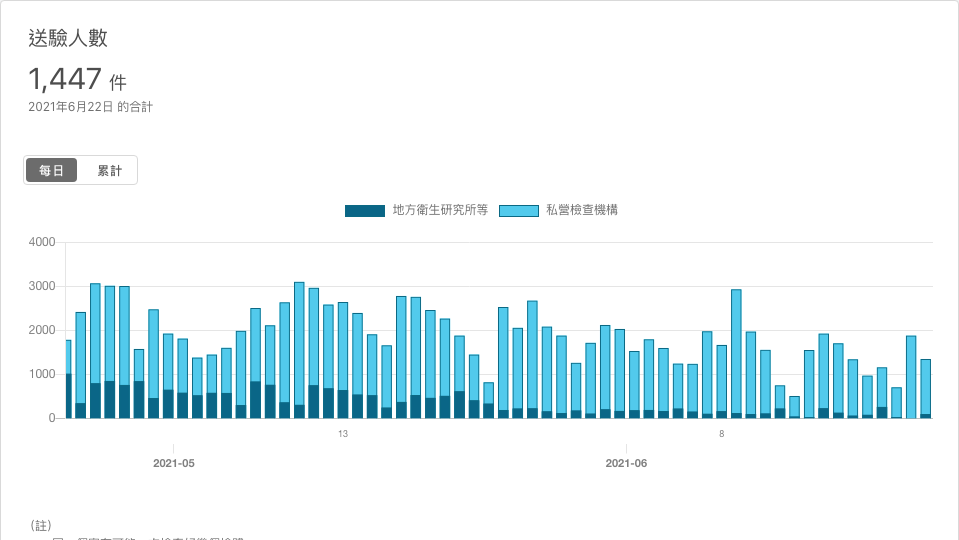 送驗人數
1,447 件
2021年6月22日 的合計
每日 累計
地方衛生研究所等 私營檢查機構
4000
3000
2000
1000
0
13 8
2021-05 2021-06
(註)